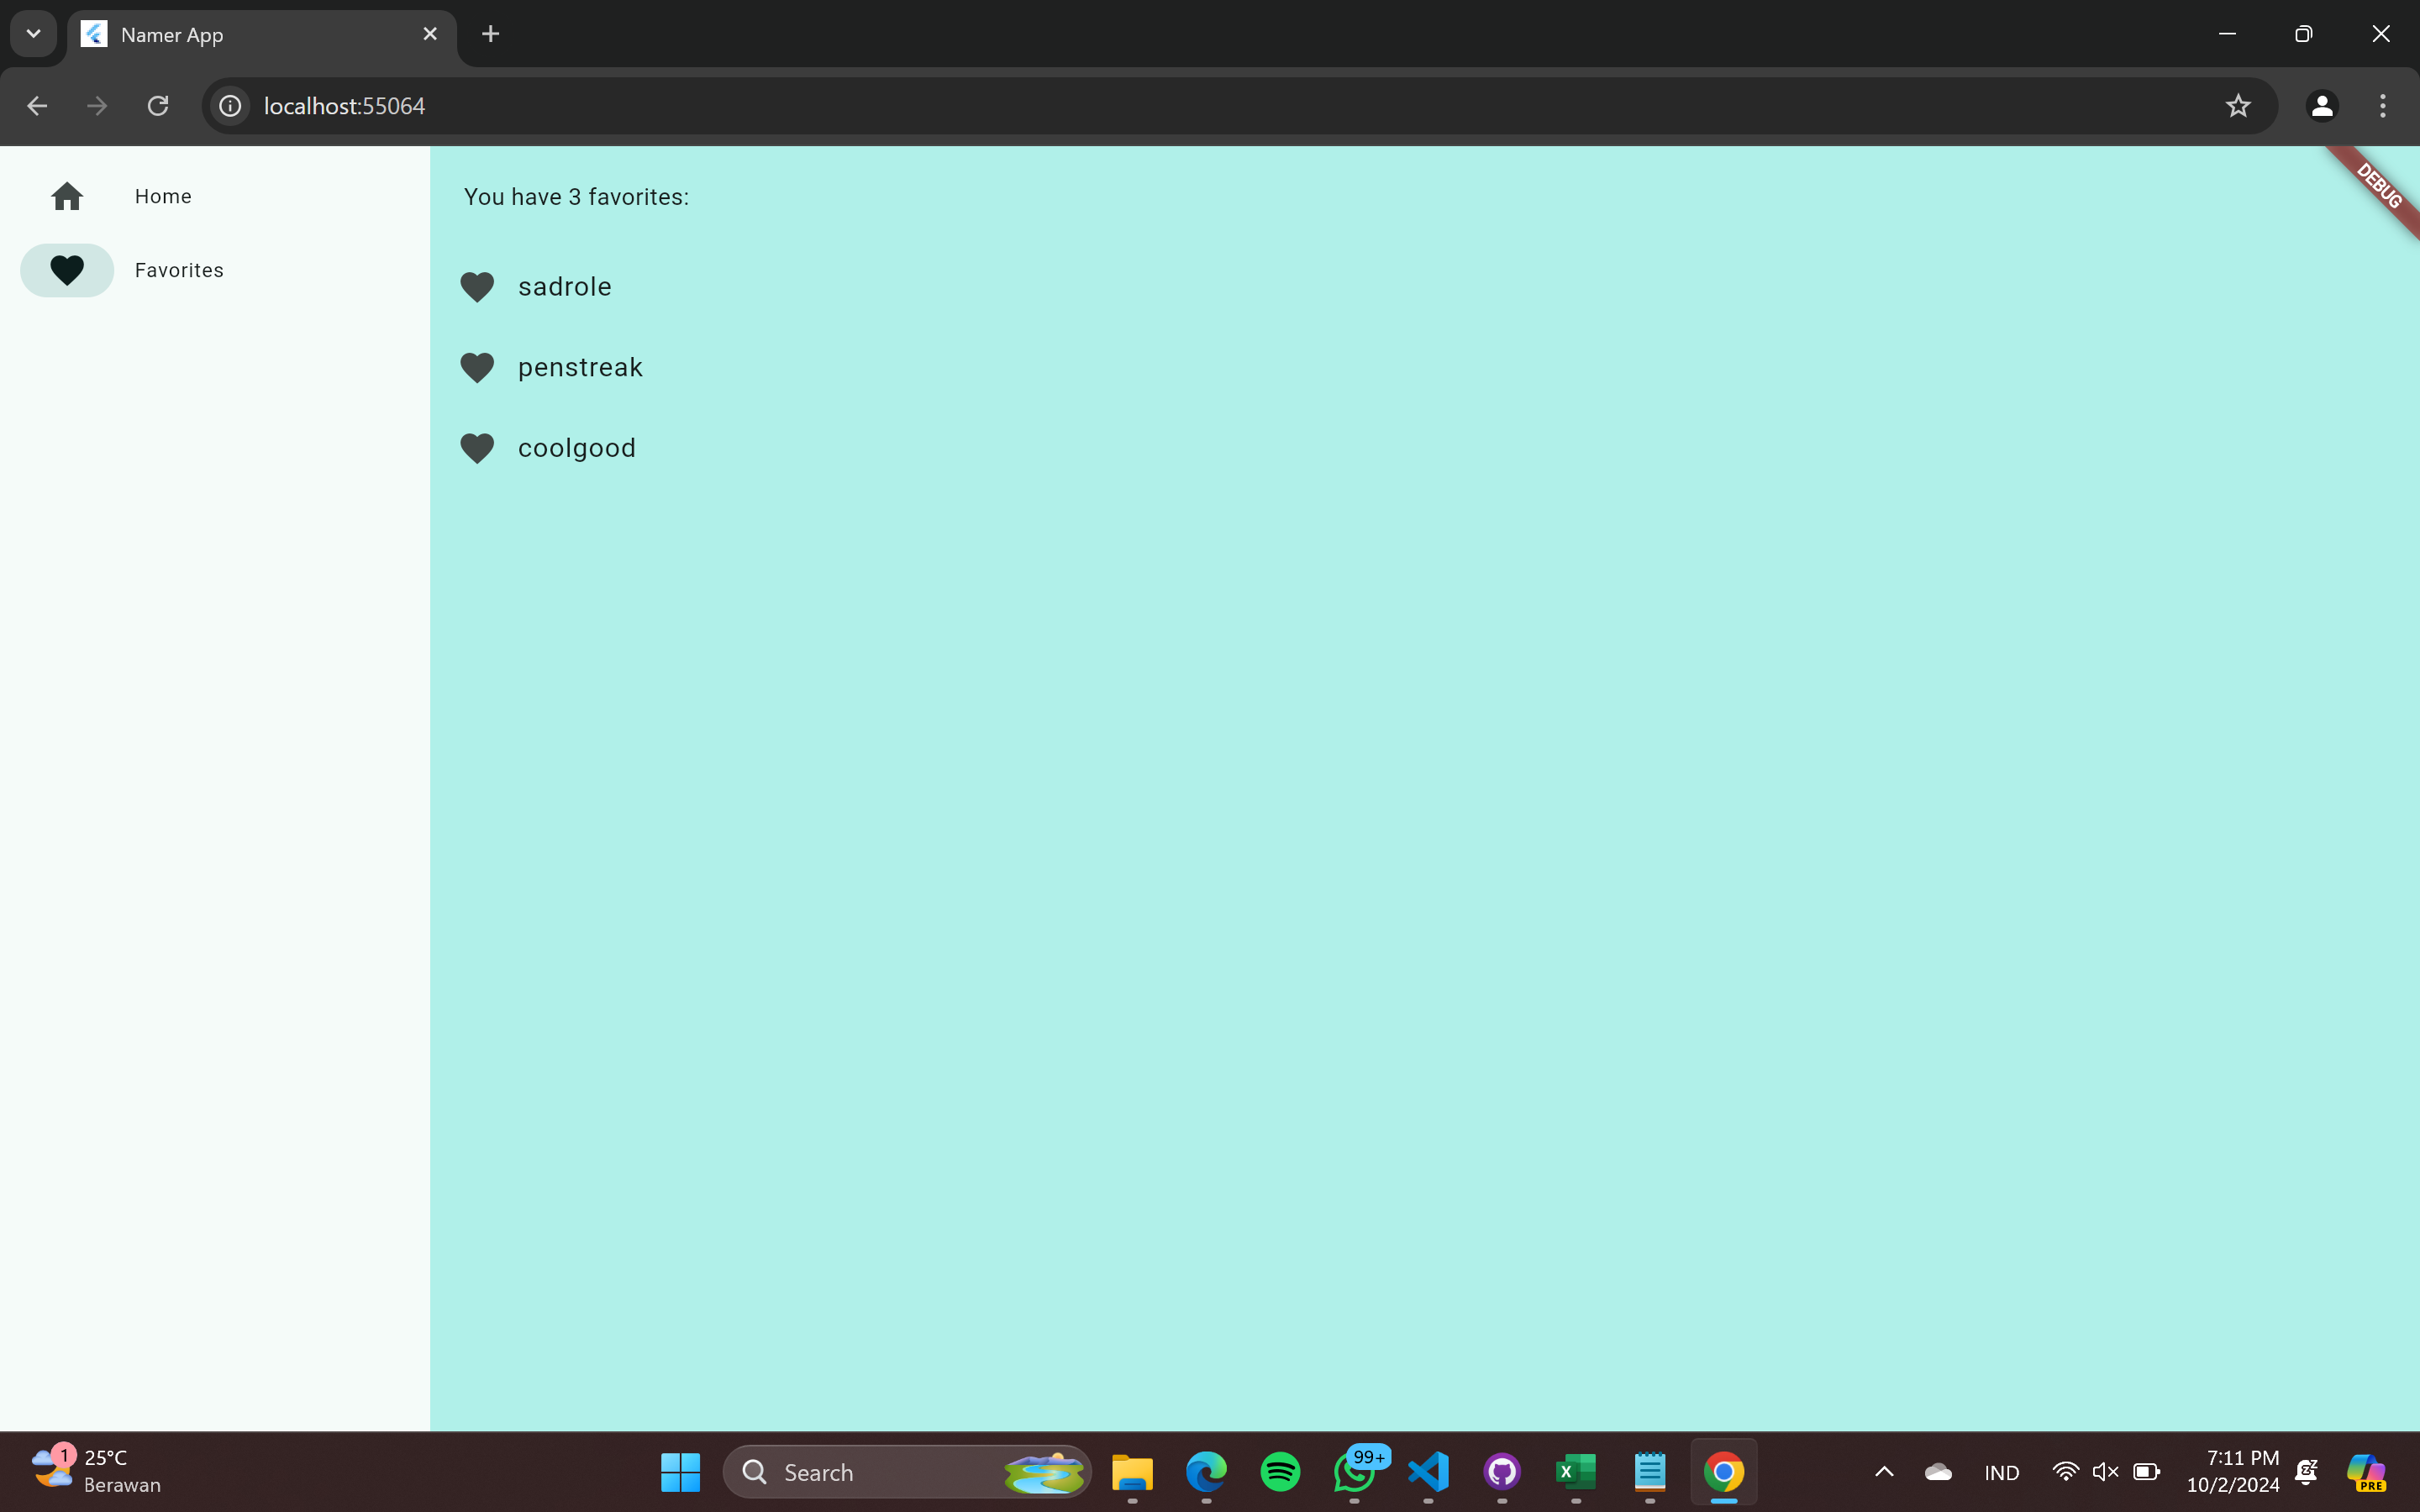 Namer App
localhost:55064
Home
Favorites
You have 3 favorites:
sadrole
penstreak
coolgood
DEBUG
1
25°C
Berawan
Search
99+
X
IND
7:11 PM
10/2/2024
PRE